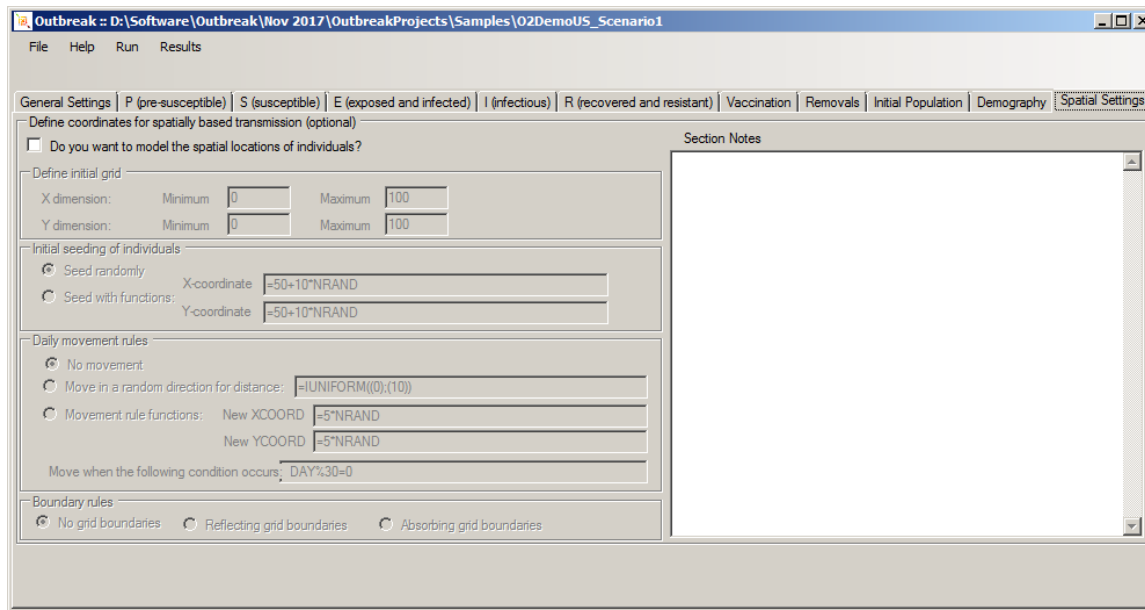 Outbreak :: D:\Software\Outbreak\Nov 2017\OutbreakProjects\Samples\O2DemoUS_Scenario1
File Help Run Results
General Settings P (pre-susceptible) S (susceptible) E (exposed and infected) I (infectious) R (recovered and resistant) Vaccination Removals Initial Population Demography Spatial Settings
Define coordinates for spatially based transmission (optional)
Do you want to model the spatial locations of individuals?
Section Notes
Define initial grid
X dimension: Minimum 0 Maximum 100
Y dimension: Minimum 0 Maximum 100
Initial seeding of individuals
Seed randomly
X-coordinate =50+10*NRAND
Seed with functions:
Y-coordinate =50+10*NRAND
Daily movement rules
No movement
Move in a random direction for distance: =IUNIFORM((0);(10))
Movement rule functions: New XCOORD =5*NRAND
New YCOORD =5*NRAND
Move when the following condition occurs: DAY%30=0
Boundary rules
No grid boundaries Reflecting grid boundaries Absorbing grid boundaries